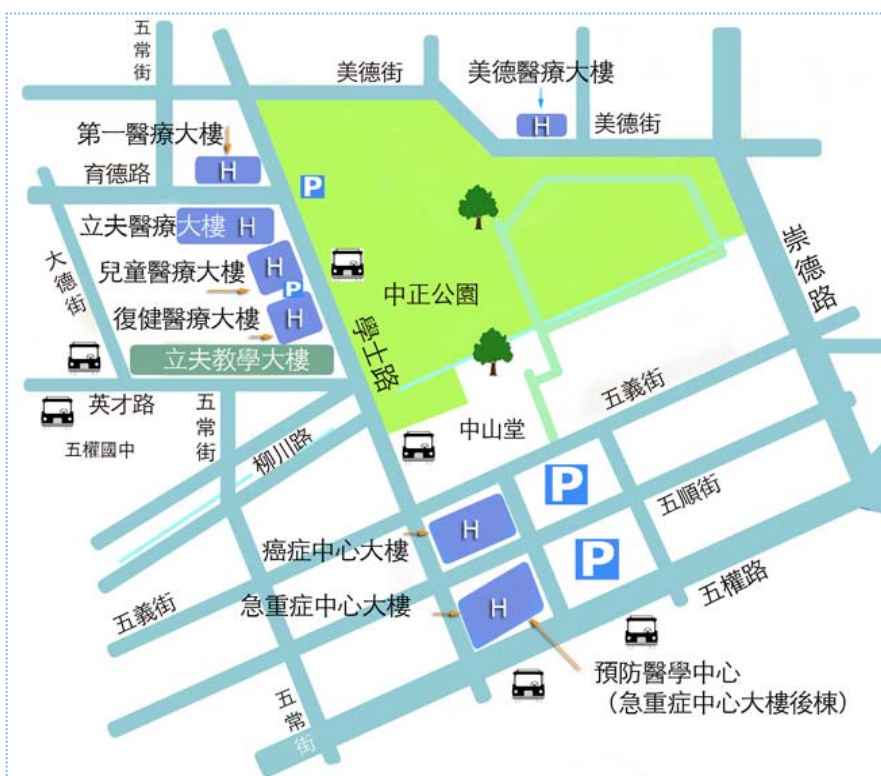 五常街
美德街
美德醫療大樓
H
美德街
第一醫療大樓
H
育德路
P
立夫醫療大樓 H
大德街
兒童醫療大樓
H
P
復健醫療大樓
H
立夫教學大樓
中正公園
崇德路
學士路
英才路
五權國中
五常街
柳川路
中山堂
五義街
P
五順街
癌症中心大樓
H
P
五義街
急重症中心大樓
H
五權路
預防醫學中心
（急重症中心大樓後棟）
五常街